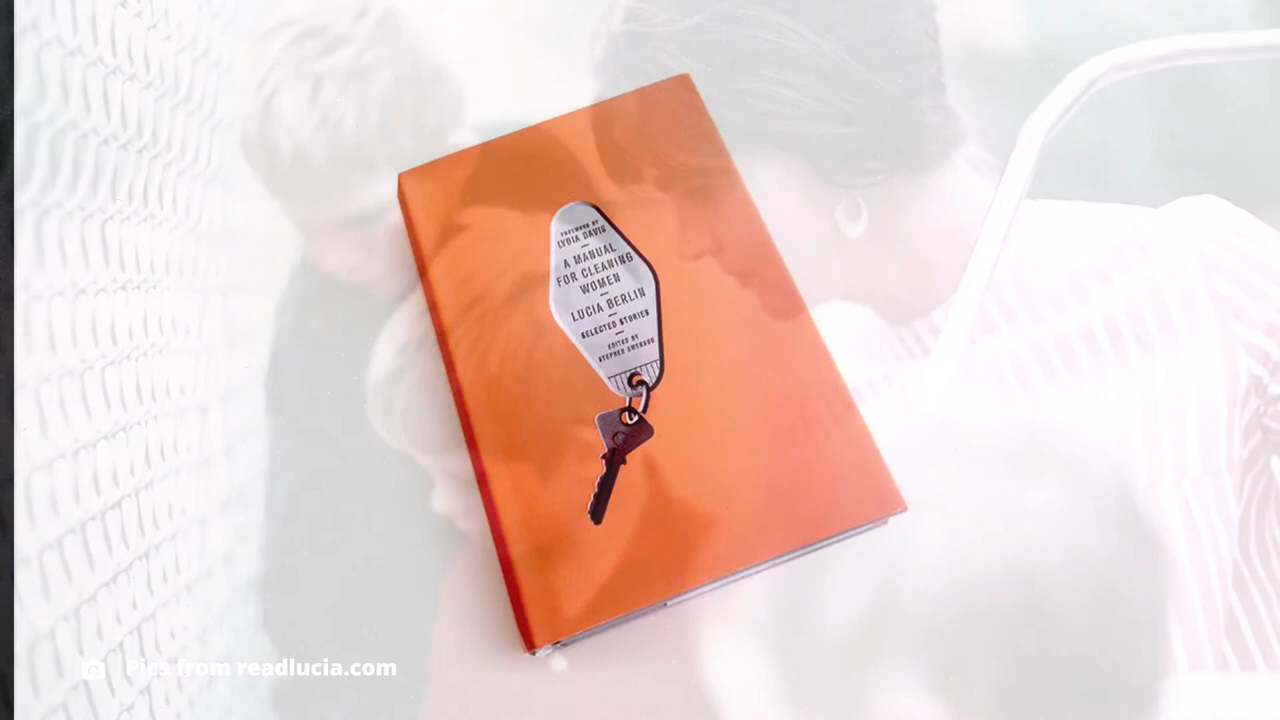 FOREWORD BY
LYDIA DAVIS
A MANUAL
FOR CLEANING
WOMEN
LUCIA BERLIN
SELECTED STORIES
EDITED BY
STEPHEN EMERSON
Pics from readlucia.com